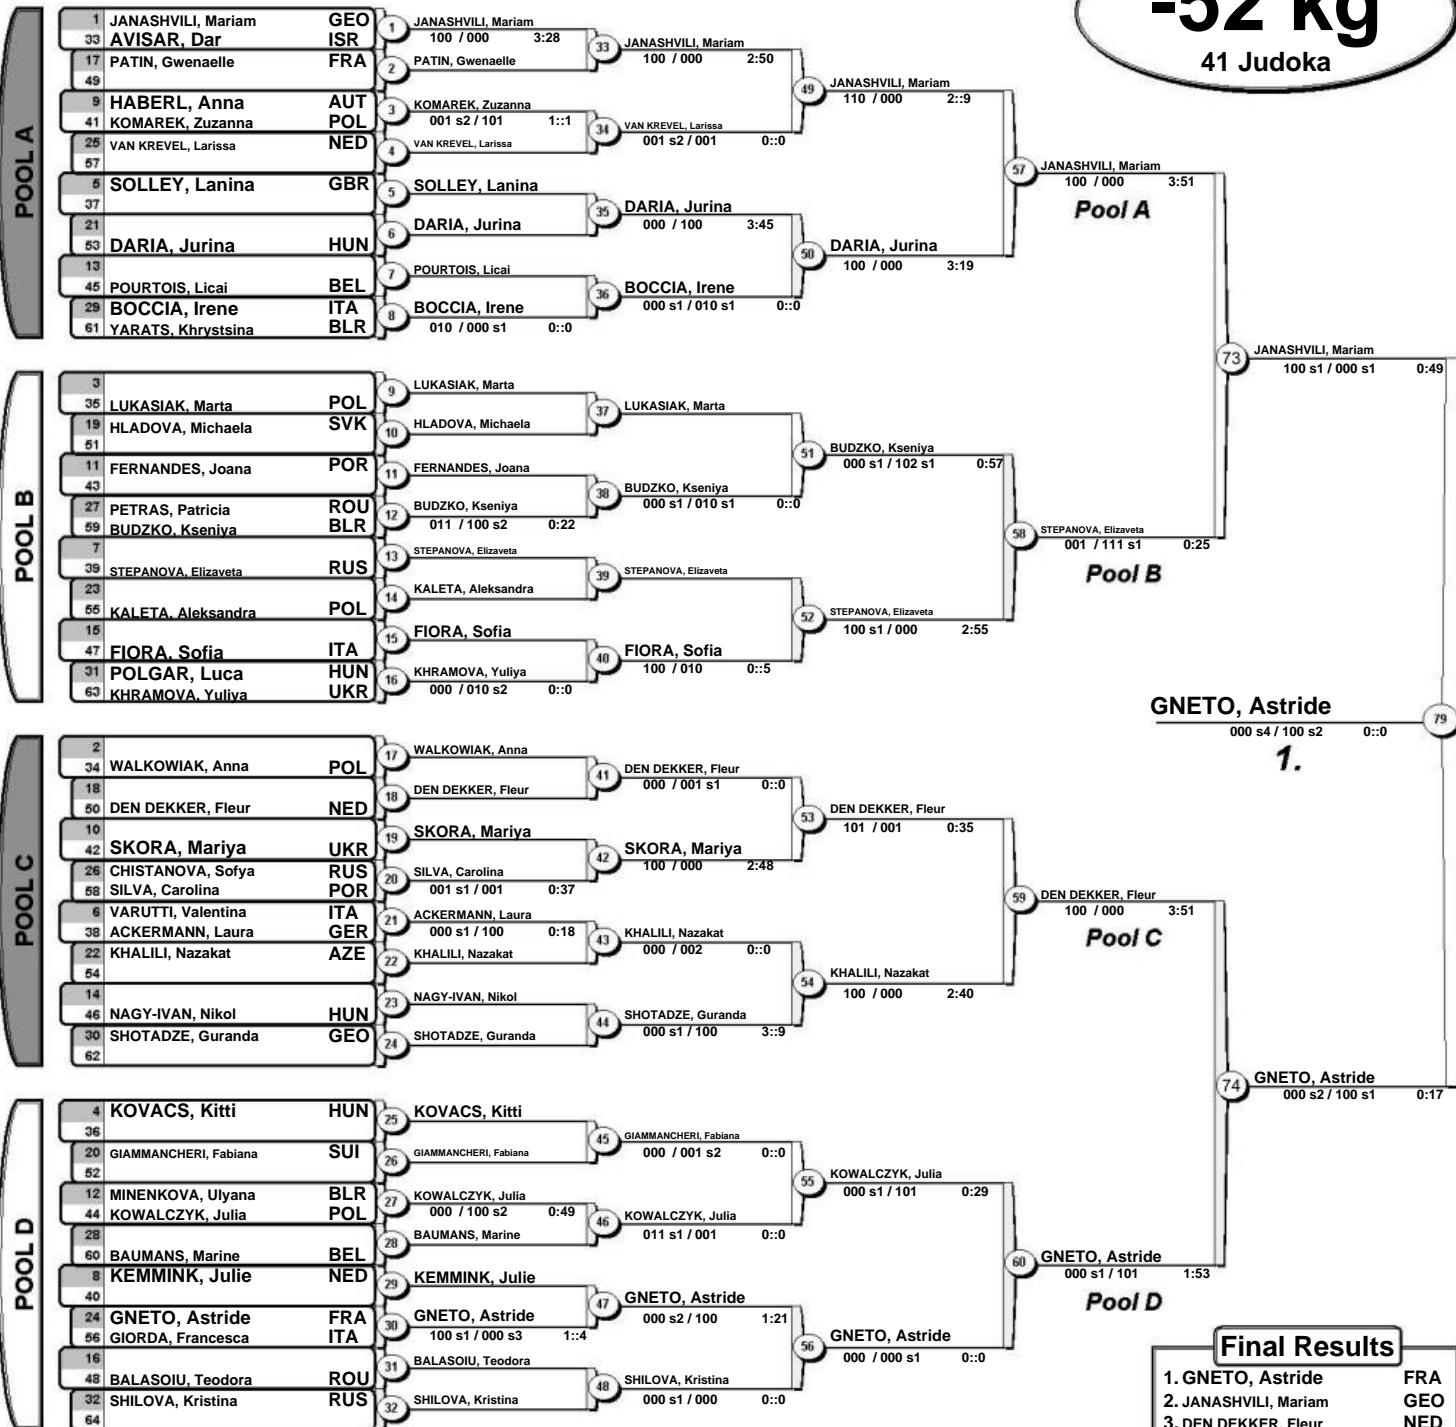 -52 kg
41 Judoka
POOL A
1 JANASHVILI, Mariam GEO
33 AVISAR, Dar ISR
17 PATIN, Gwenaelle FRA
49
9 HABERL, Anna AUT
41 KOMAREK, Zuzanna POL
25 VAN KREVEL, Larissa NED
57
5 SOLLEY, Lanina GBR
37
21
53 DARIA, Jurina HUN
13
45 POURTOIS, Licai BEL
29 BOCCIA, Irene ITA
61 YARATS, Khrystsina BLR
1 JANASHVILI, Mariam
100 / 000 3:28
2 PATIN, Gwenaelle
3 KOMAREK, Zuzanna
001 s2 / 101 1::1
4 VAN KREVEL, Larissa
5 SOLLEY, Lanina
6 DARIA, Jurina
7 POURTOIS, Licai
8 BOCCIA, Irene
010 / 000 s1 0::0
33 JANASHVILI, Mariam
100 / 000 2:50
34 VAN KREVEL, Larissa
001 s2 / 001 0::0
35 DARIA, Jurina
000 / 100 3:45
36 BOCCIA, Irene
000 s1 / 010 s1 0::0
49 JANASHVILI, Mariam
110 / 000 2::9
50 DARIA, Jurina
100 / 000 3:19
57 JANASHVILI, Mariam
100 / 000 3:51
Pool A
POOL B
3
35 LUKASIAK, Marta POL
19 HLADOVA, Michaela SVK
51
11 FERNANDES, Joana POR
43
27 PETRAS, Patricia ROU
59 BUDZKO, Kseniya BLR
7
39 STEPANOVA, Elizaveta RUS
23
55 KALETA, Aleksandra POL
15
47 FIORA, Sofia ITA
31 POLGAR, Luca HUN
63 KHRAMOVA, Yuliya UKR
9 LUKASIAK, Marta
10 HLADOVA, Michaela
11 FERNANDES, Joana
12 BUDZKO, Kseniya
011 / 100 s2 0:22
13 STEPANOVA, Elizaveta
14 KALETA, Aleksandra
15 FIORA, Sofia
16 KHRAMOVA, Yuliya
000 / 010 s2 0::0
37 LUKASIAK, Marta
38 BUDZKO, Kseniya
000 s1 / 010 s1 0::0
39 STEPANOVA, Elizaveta
40 FIORA, Sofia
100 / 010 0::5
51 BUDZKO, Kseniya
000 s1 / 102 s1 0:57
52 STEPANOVA, Elizaveta
100 s1 / 000 2:55
58 STEPANOVA, Elizaveta
001 / 111 s1 0:25
Pool B
73 JANASHVILI, Mariam
100 s1 / 000 s1 0:49
GNETO, Astride 79
000 s4 / 100 s2 0::0
1.
POOL C
2
34 WALKOWIAK, Anna POL
18
50 DEN DEKKER, Fleur NED
10
42 SKORA, Mariya UKR
26 CHISTANOVA, Sofya RUS
58 SILVA, Carolina POR
6 VARUTTI, Valentina ITA
38 ACKERMANN, Laura GER
22 KHALILI, Nazakat AZE
54
14
46 NAGY-IVAN, Nikol HUN
30 SHOTADZE, Guranda GEO
62
17 WALKOWIAK, Anna
18 DEN DEKKER, Fleur
19 SKORA, Mariya
20 SILVA, Carolina
001 s1 / 001 0:37
21 ACKERMANN, Laura
000 s1 / 100 0:18
22 KHALILI, Nazakat
23 NAGY-IVAN, Nikol
24 SHOTADZE, Guranda
41 DEN DEKKER, Fleur
000 / 001 s1 0::0
42 SKORA, Mariya
100 / 000 2:48
43 KHALILI, Nazakat
000 / 002 0::0
44 SHOTADZE, Guranda
000 s1 / 100 3::9
53 DEN DEKKER, Fleur
101 / 001 0:35
54 KHALILI, Nazakat
100 / 000 2:40
59 DEN DEKKER, Fleur
100 / 000 3:51
Pool C
POOL D
4 KOVACS, Kitti HUN
36
20 GIAMMANCHERI, Fabiana SUI
52
12 MINENKOVA, Ulyana BLR
44 KOWALCZYK, Julia POL
28
60 BAUMANS, Marine BEL
8 KEMMINK, Julie NED
40
24 GNETO, Astride FRA
56 GIORDA, Francesca ITA
16
48 BALASOIU, Teodora ROU
32 SHILOVA, Kristina RUS
64
25 KOVACS, Kitti
26 GIAMMANCHERI, Fabiana
27 KOWALCZYK, Julia
000 / 100 s2 0:49
28 BAUMANS, Marine
29 KEMMINK, Julie
30 GNETO, Astride
100 s1 / 000 s3 1::4
31 BALASOIU, Teodora
32 SHILOVA, Kristina
45 GIAMMANCHERI, Fabiana
000 / 001 s2 0::0
46 KOWALCZYK, Julia
011 s1 / 001 0::0
47 GNETO, Astride
000 s2 / 100 1:21
48 SHILOVA, Kristina
000 s1 / 000 0::0
55 KOWALCZYK, Julia
000 s1 / 101 0:29
56 GNETO, Astride
000 / 000 s1 0::0
60 GNETO, Astride
000 s1 / 101 1:53
Pool D
74 GNETO, Astride
000 s2 / 100 s1 0:17
Final Results
1. GNETO, Astride FRA
2. JANASHVILI, Mariam GEO
3. DEN DEKKER, Fleur NED